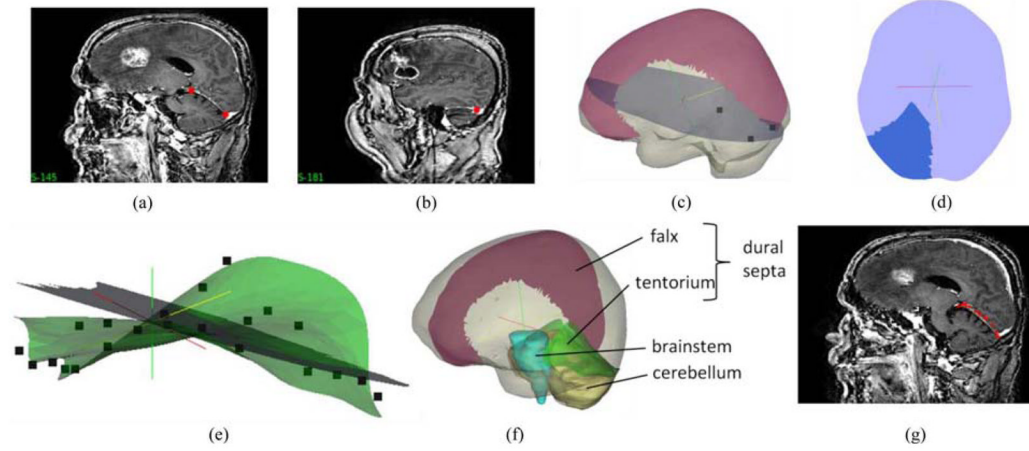 S-145
S-181
(a)
(b)
(c)
(d)
falx
dural
septa
tentorium
brainstem
cerebellum
(e)
(f)
(g)